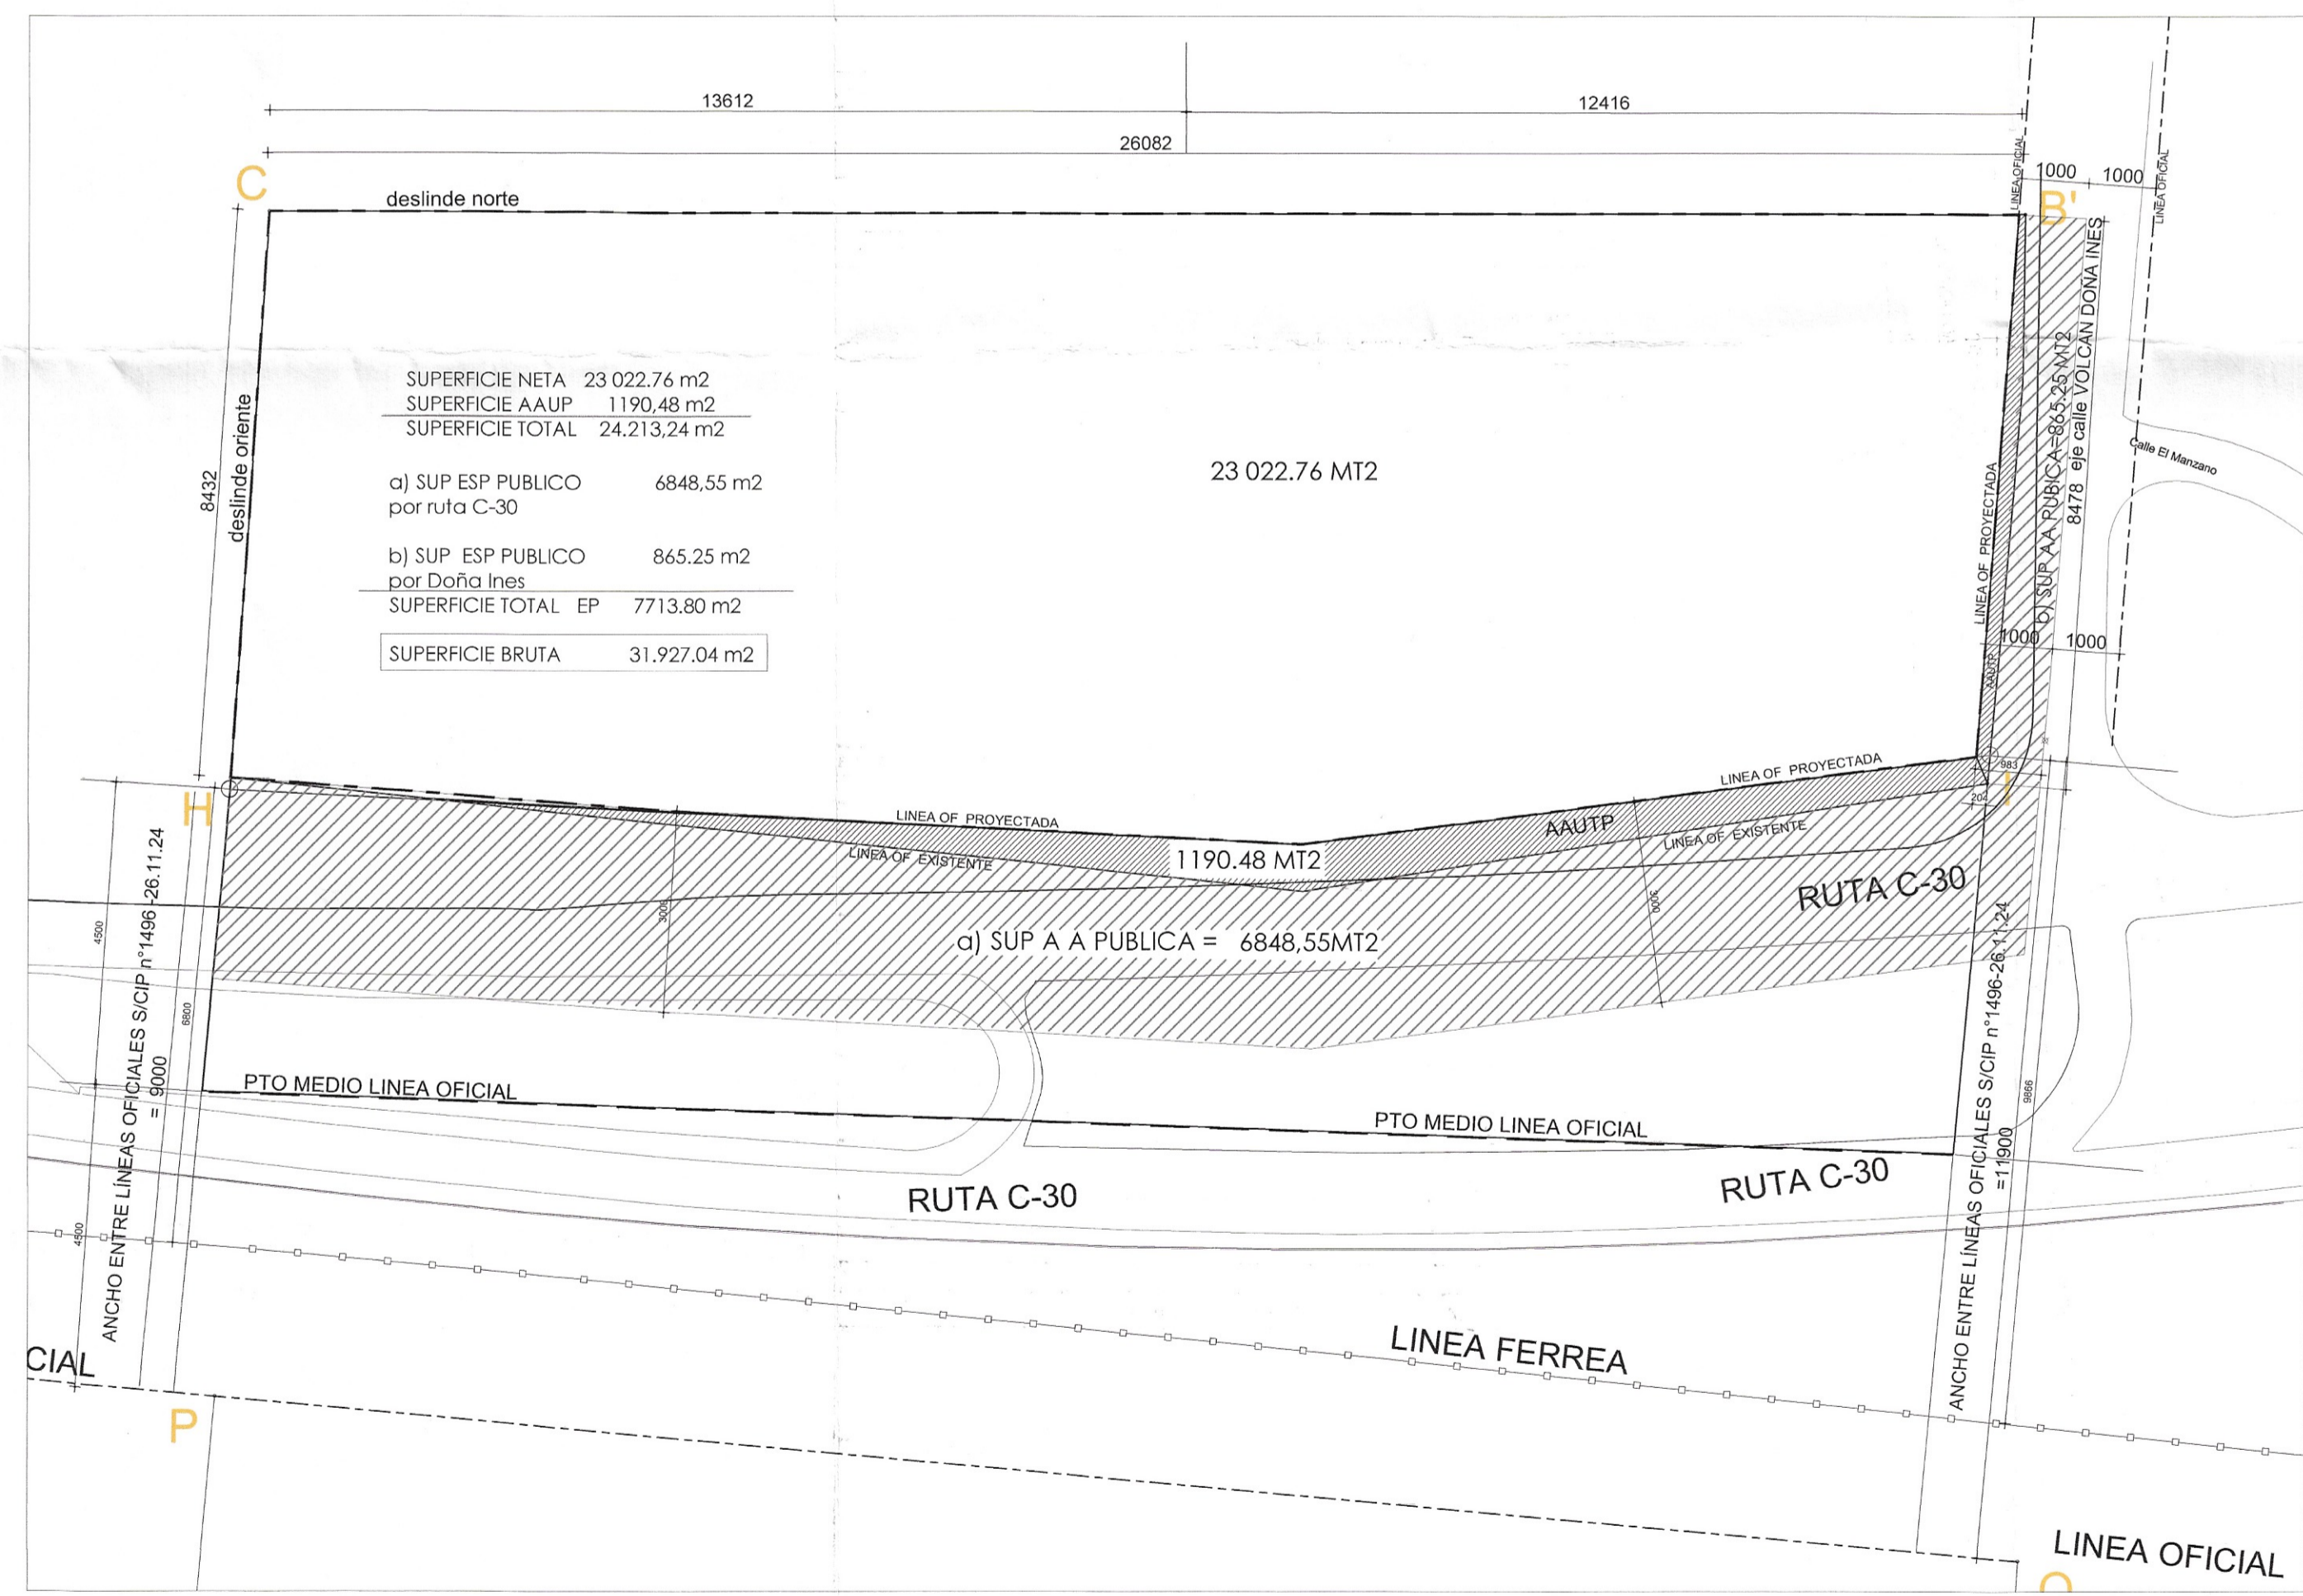 13612
12416
26082
LINEA OFICIAL
1000
1000
LINEA OFICIAL
C
B'
deslinde norte
8432
deslinde oriente
SUPERFICIE NETA 23 022.76 m2
SUPERFICIE AAUP 1190,48 m2
SUPERFICIE TOTAL 24.213,24 m2
a) SUP ESP PUBLICO 6848,55 m2
por ruta C-30
b) SUP ESP PUBLICO 865.25 m2
por Doña Ines
SUPERFICIE TOTAL EP 7713.80 m2
SUPERFICIE BRUTA 31.927.04 m2
23 022.76 MT2
LINEA OF PROYECTADA
b) SUP AA PUBICA=865.25 MT2
8478 eje calle VOLCAN DOÑA INES
Calle El Manzano
1000
1000
AAUTP
H
I
983
202
LINEA OF PROYECTADA
LINEA OF PROYECTADA
LINEA OF EXISTENTE
1190.48 MT2
AAUTP
LINEA OF EXISTENTE
RUTA C-30
3000
3000
a) SUP A A PUBLICA = 6848,55MT2
4500
6800
ANCHO ENTRE LÍNEAS OFICIALES S/CIP n°1496 -26.11.24
= 9000
4500
PTO MEDIO LINEA OFICIAL
PTO MEDIO LINEA OFICIAL
RUTA C-30
RUTA C-30
ANCHO ENTRE LÍNEAS OFICIALES S/CIP n°1496-26.11.24
=11900
9866
LINEA FERREA
CIAL
P
LINEA OFICIAL